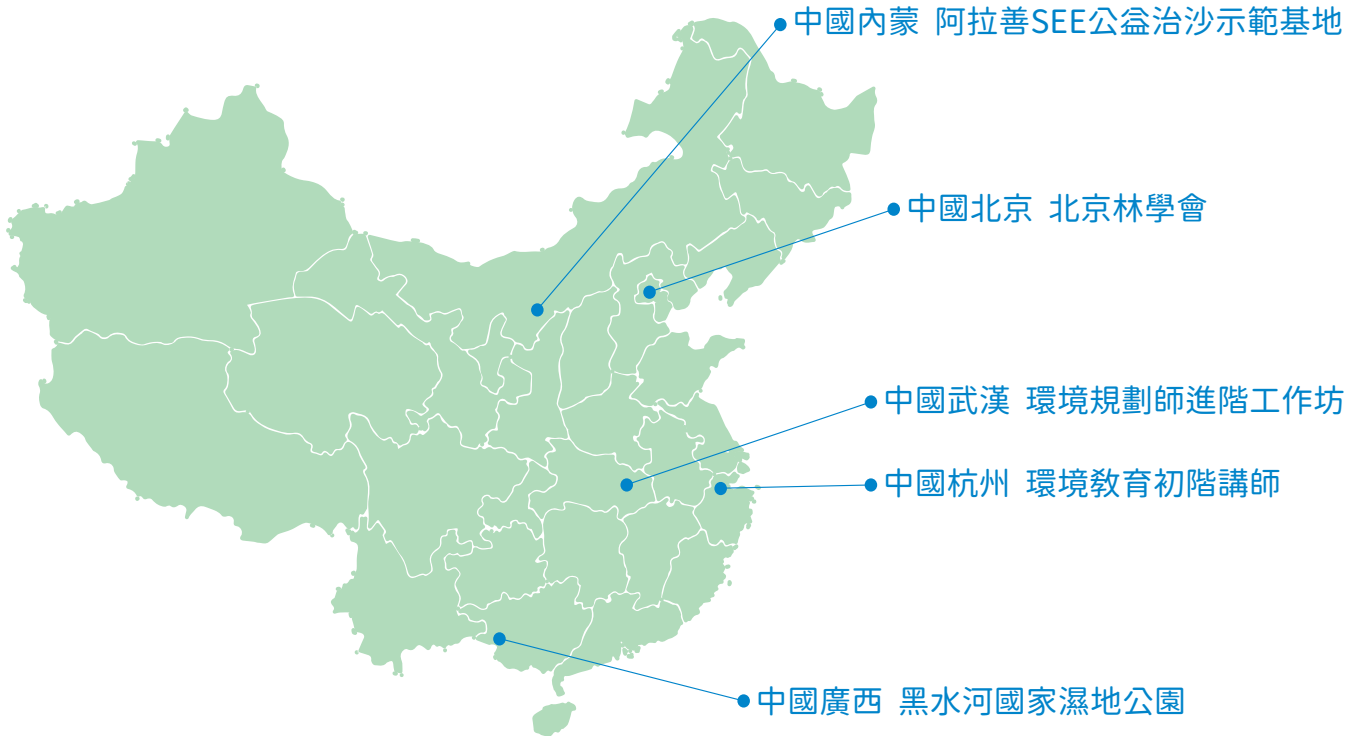 中國內蒙 阿拉善SEE公益治沙示範基地
中國北京 北京林學會
中國武漢 環境規劃師進階工作坊
中國杭州 環境教育初階講師
中國廣西 黑水河國家濕地公園